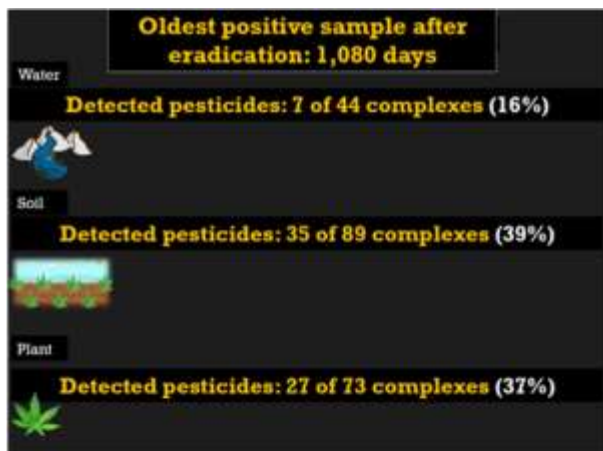 Oldest positive sample after
eradication: 1,080 days
Water
Detected pesticides: 7 of 44 complexes (16%)
Soil
Detected pesticides: 35 of 89 complexes (39%)
Plant
Detected pesticides: 27 of 73 complexes (37%)